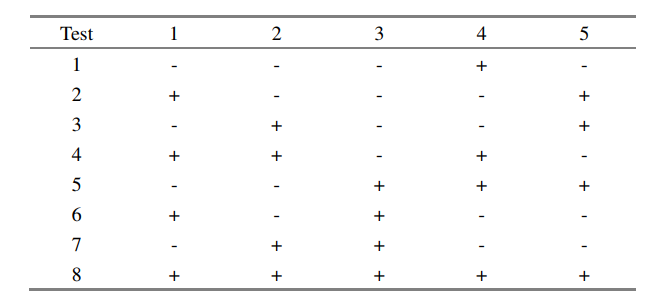 Test 1 2 3 4 5
1 - - - + -
2 + - - - +
3 - + - - +
4 + + - + -
5 - - + + +
6 + - + - -
7 - + + - -
8 + + + + +